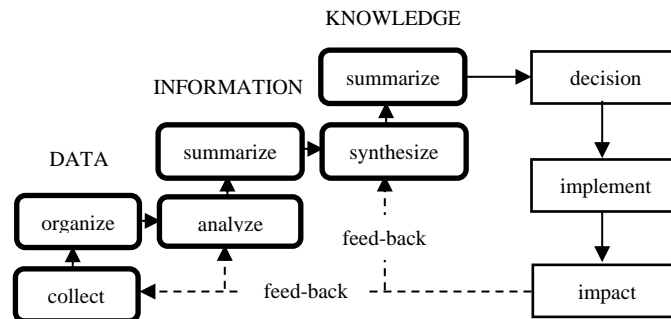 KNOWLEDGE
summarize
decision
INFORMATION
summarize
synthesize
DATA
implement
organize
analyze
feed-back
collect
feed-back
impact